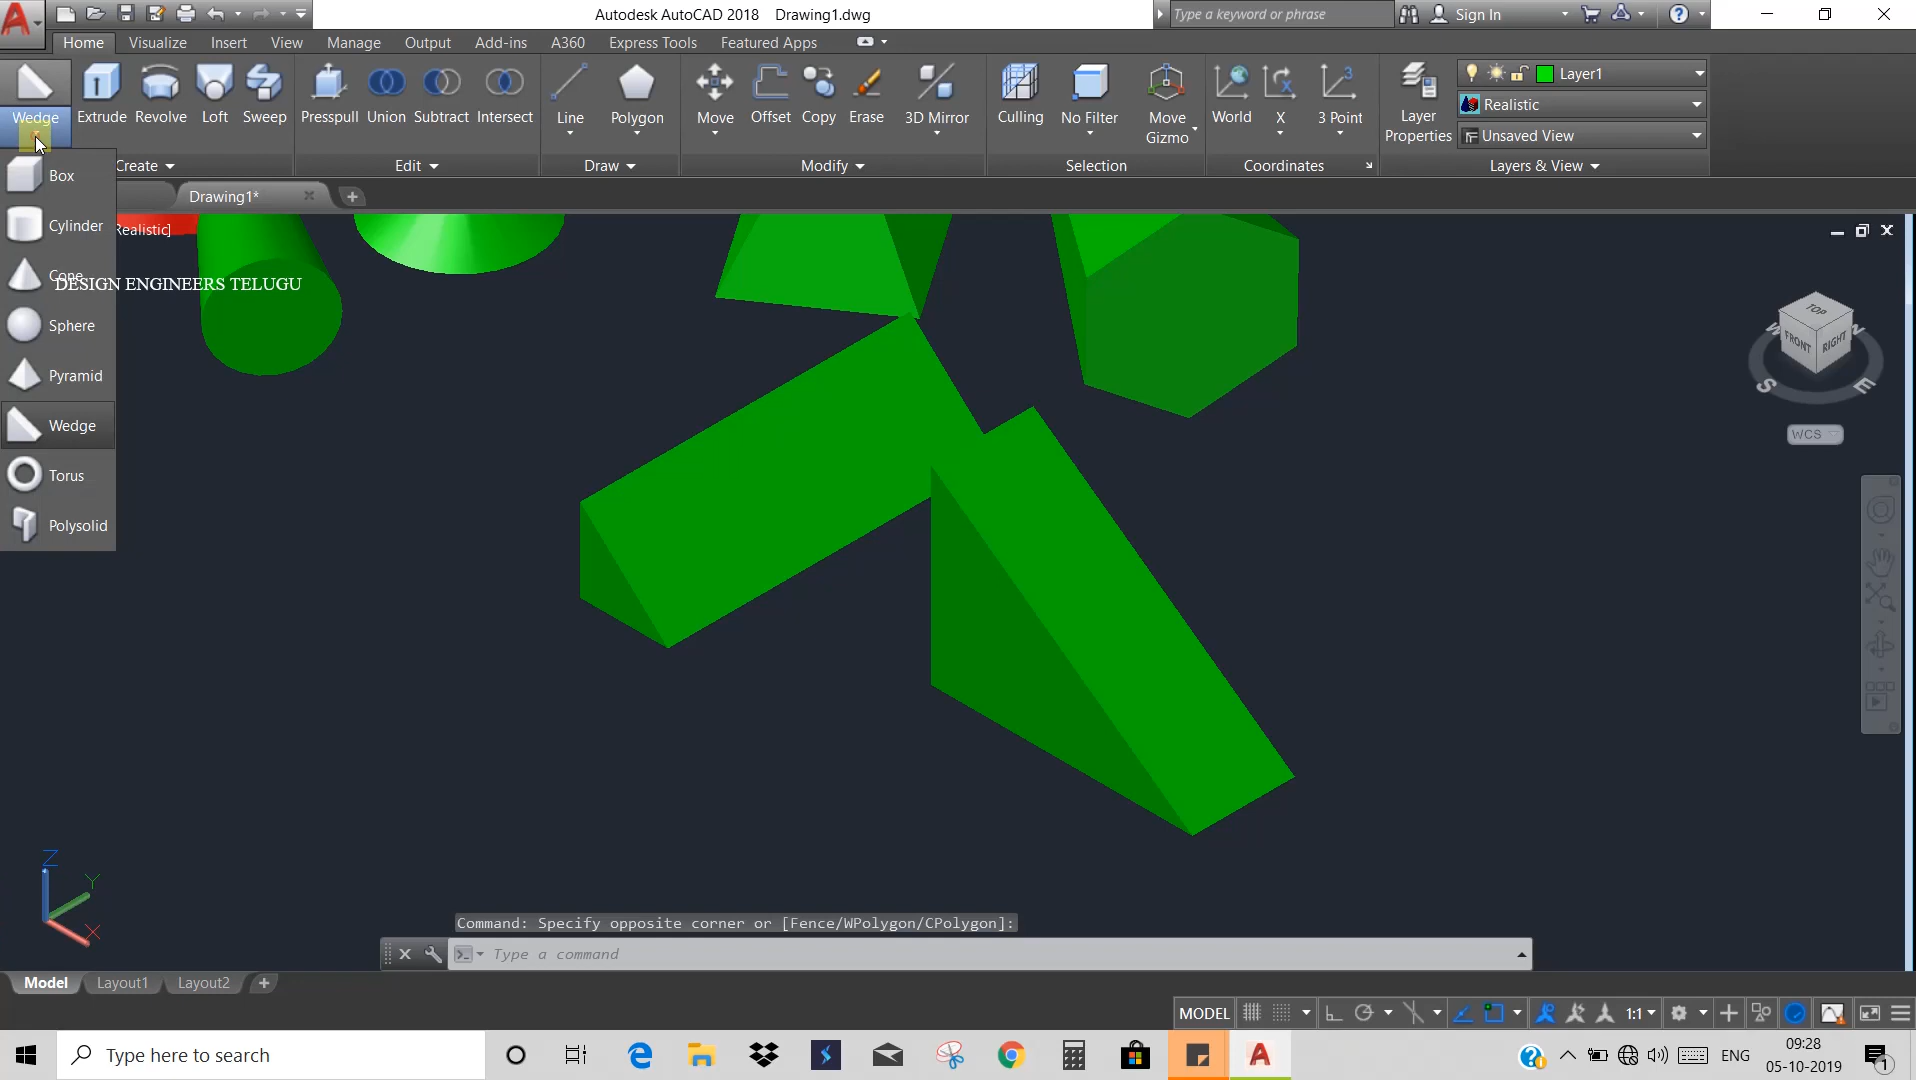 Autodesk AutoCAD 2018 Drawing1.dwg
Type a keyword or phrase
Sign In
Home Visualize Insert View Manage Output Add-ins A360 Express Tools Featured Apps
Wedge Extrude Revolve Loft Sweep Presspull Union Subtract Intersect Line Polygon Move Offset Copy Erase 3D Mirror Culling No Filter Move Gizmo World X 3 Point Layer Properties
Layer1
Realistic
Unsaved View
Create Edit Draw Modify Selection Coordinates Layers & View
Drawing1*
Realistic]
Box
Cylinder
Cone
DESIGN ENGINEERS TELUGU
Sphere
Pyramid
Wedge
Torus
Polysolid
TOP
FRONT
RIGHT
W
N
S
E
WCS
Z
Y
X
Command: Specify opposite corner or [Fence/WPolygon/CPolygon]:
Type a command
Model Layout1 Layout2
MODEL
1:1
Type here to search
ENG
09:28
05-10-2019
1